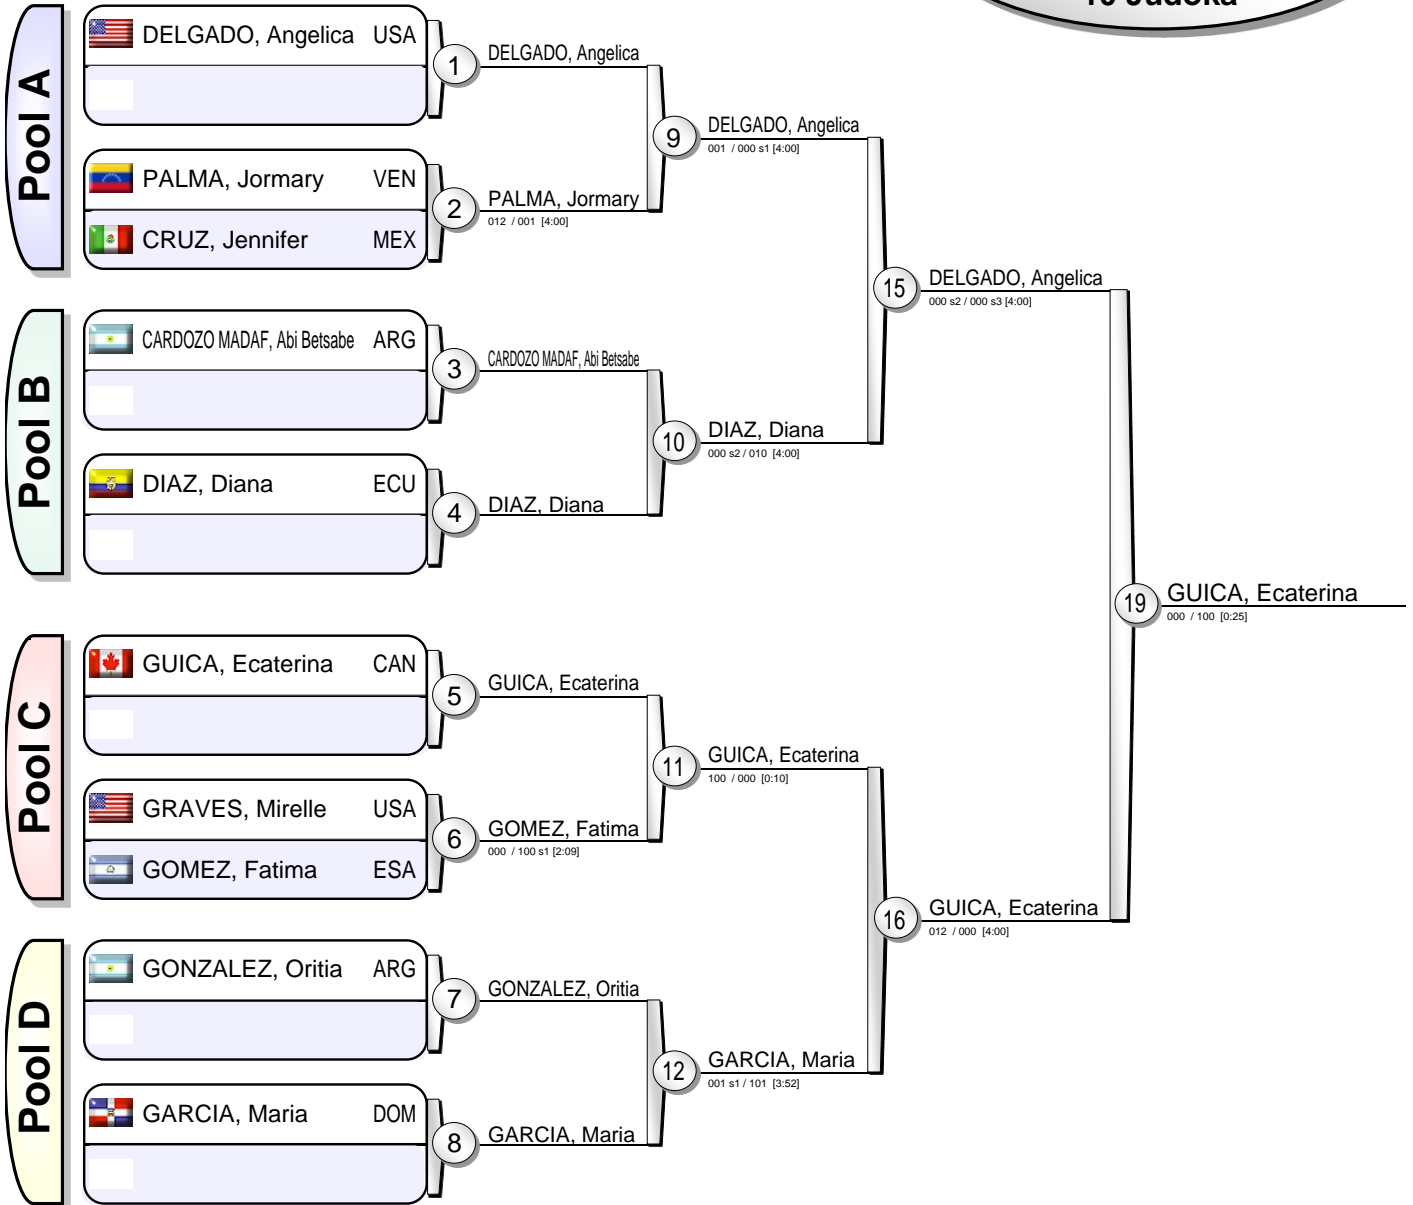 10 Judoka
Pool A
DELGADO, Angelica USA
1
DELGADO, Angelica
PALMA, Jormary VEN
CRUZ, Jennifer MEX
2
PALMA, Jormary
012 / 001 [4:00]
9
DELGADO, Angelica
001 / 000 s1 [4:00]
Pool B
CARDOZO MADAF, Abi Betsabe ARG
3
CARDOZO MADAF, Abi Betsabe
DIAZ, Diana ECU
4
DIAZ, Diana
10
DIAZ, Diana
000 s2 / 010 [4:00]
15
DELGADO, Angelica
000 s2 / 000 s3 [4:00]
Pool C
GUICA, Ecaterina CAN
5
GUICA, Ecaterina
GRAVES, Mirelle USA
GOMEZ, Fatima ESA
6
GOMEZ, Fatima
000 / 100 s1 [2:09]
11
GUICA, Ecaterina
100 / 000 [0:10]
Pool D
GONZALEZ, Oritia ARG
7
GONZALEZ, Oritia
GARCIA, Maria DOM
8
GARCIA, Maria
12
GARCIA, Maria
001 s1 / 101 [3:52]
16
GUICA, Ecaterina
012 / 000 [4:00]
19
GUICA, Ecaterina
000 / 100 [0:25]